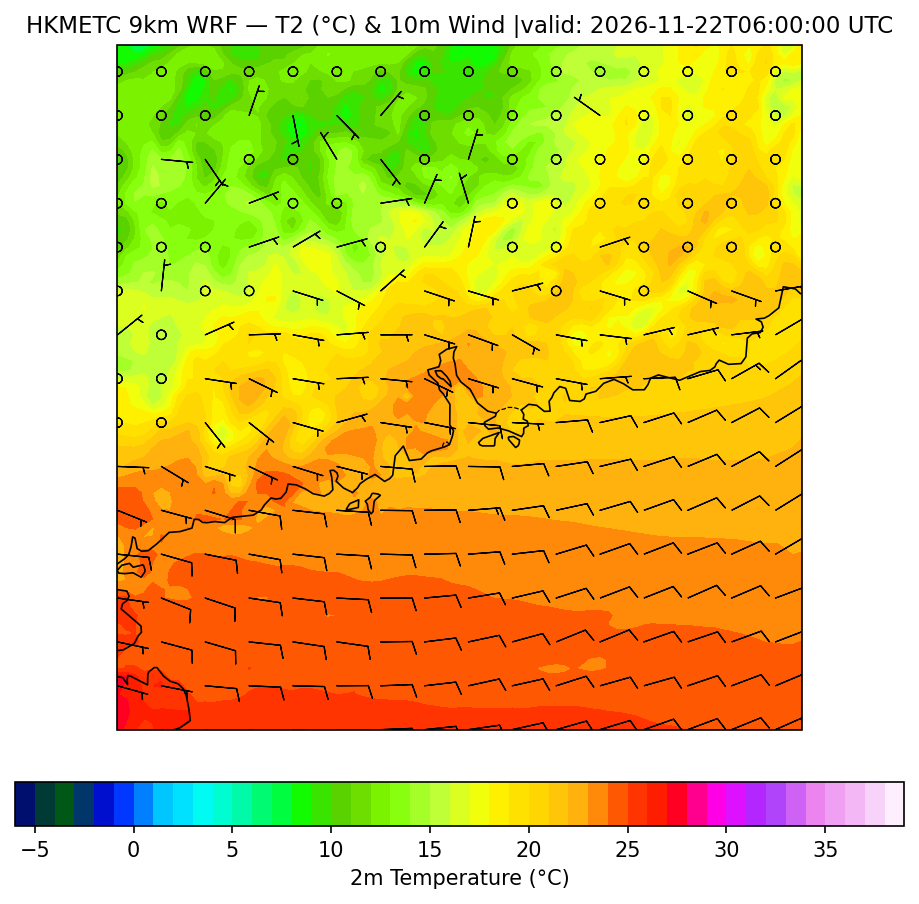 HKMETC 9km WRF — T2 (°C) & 10m Wind |valid: 2026-11-22T06:00:00 UTC
−5 0 5 10 15 20 25 30 35
2m Temperature (°C)